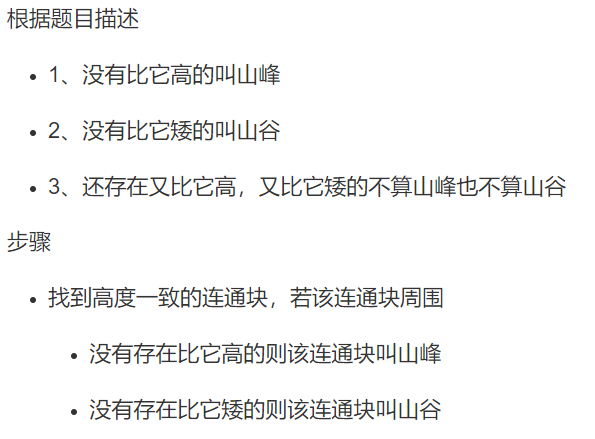 根据题目描述
1、没有比它高的叫山峰
2、没有比它矮的叫山谷
3、还存在又比它高，又比它矮的不算山峰也不算山谷
步骤
找到高度一致的连通块，若该连通块周围
没有存在比它高的则该连通块叫山峰
没有存在比它矮的则该连通块叫山谷